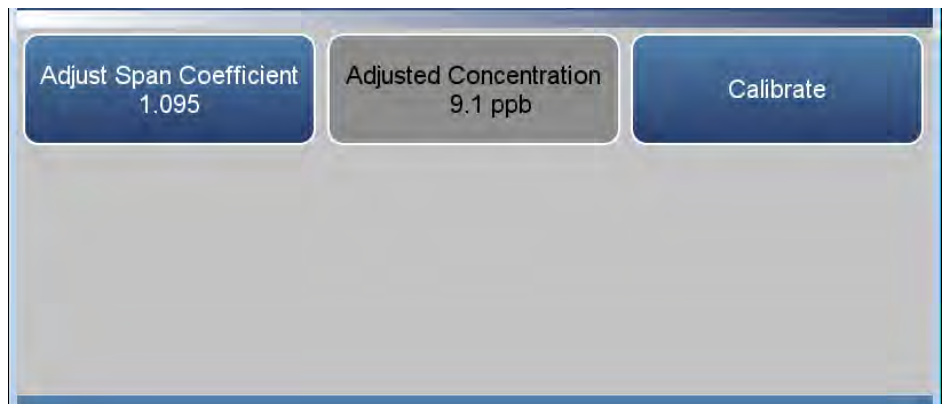 Adjust Span Coefficient
1.095
Adjusted Concentration
9.1 ppb
Calibrate